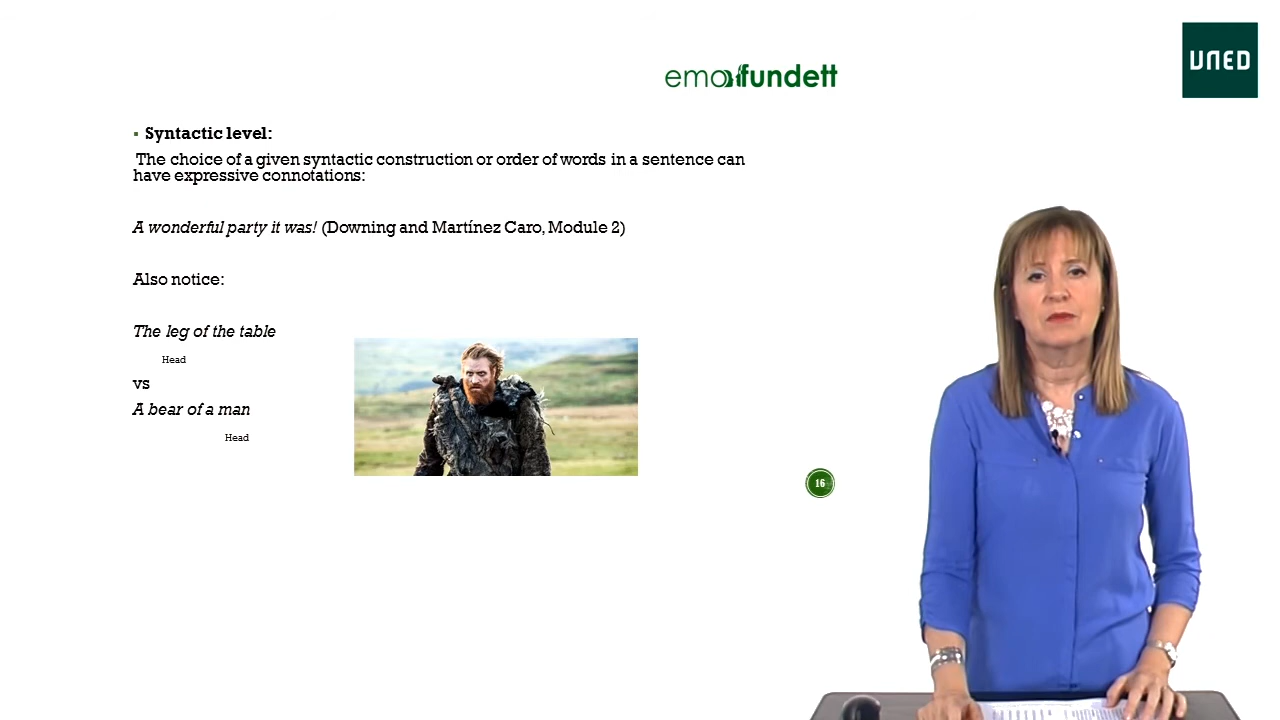 UNED
emo fundett
Syntactic level:
The choice of a given syntactic construction or order of words in a sentence can
have expressive connotations:
A wonderful party it was! (Downing and Martínez Caro, Module 2)
Also notice:
The leg of the table
Head
vs
A bear of a man
Head
16